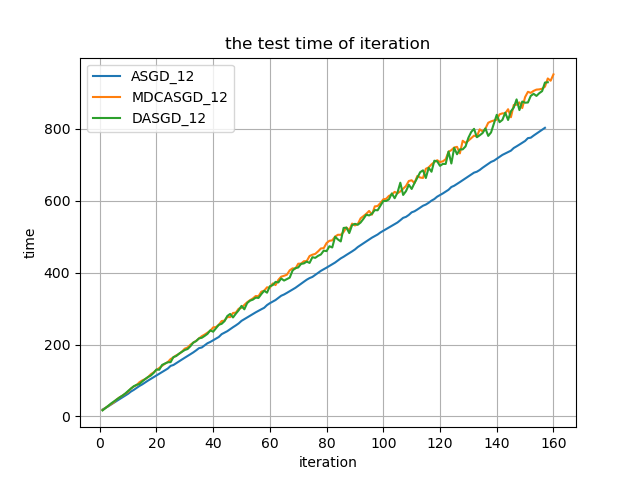 the test time of iteration
ASGD_12
MDCASGD_12
DASGD_12
time
800
600
400
200
0
0 20 40 60 80 100 120 140 160
iteration